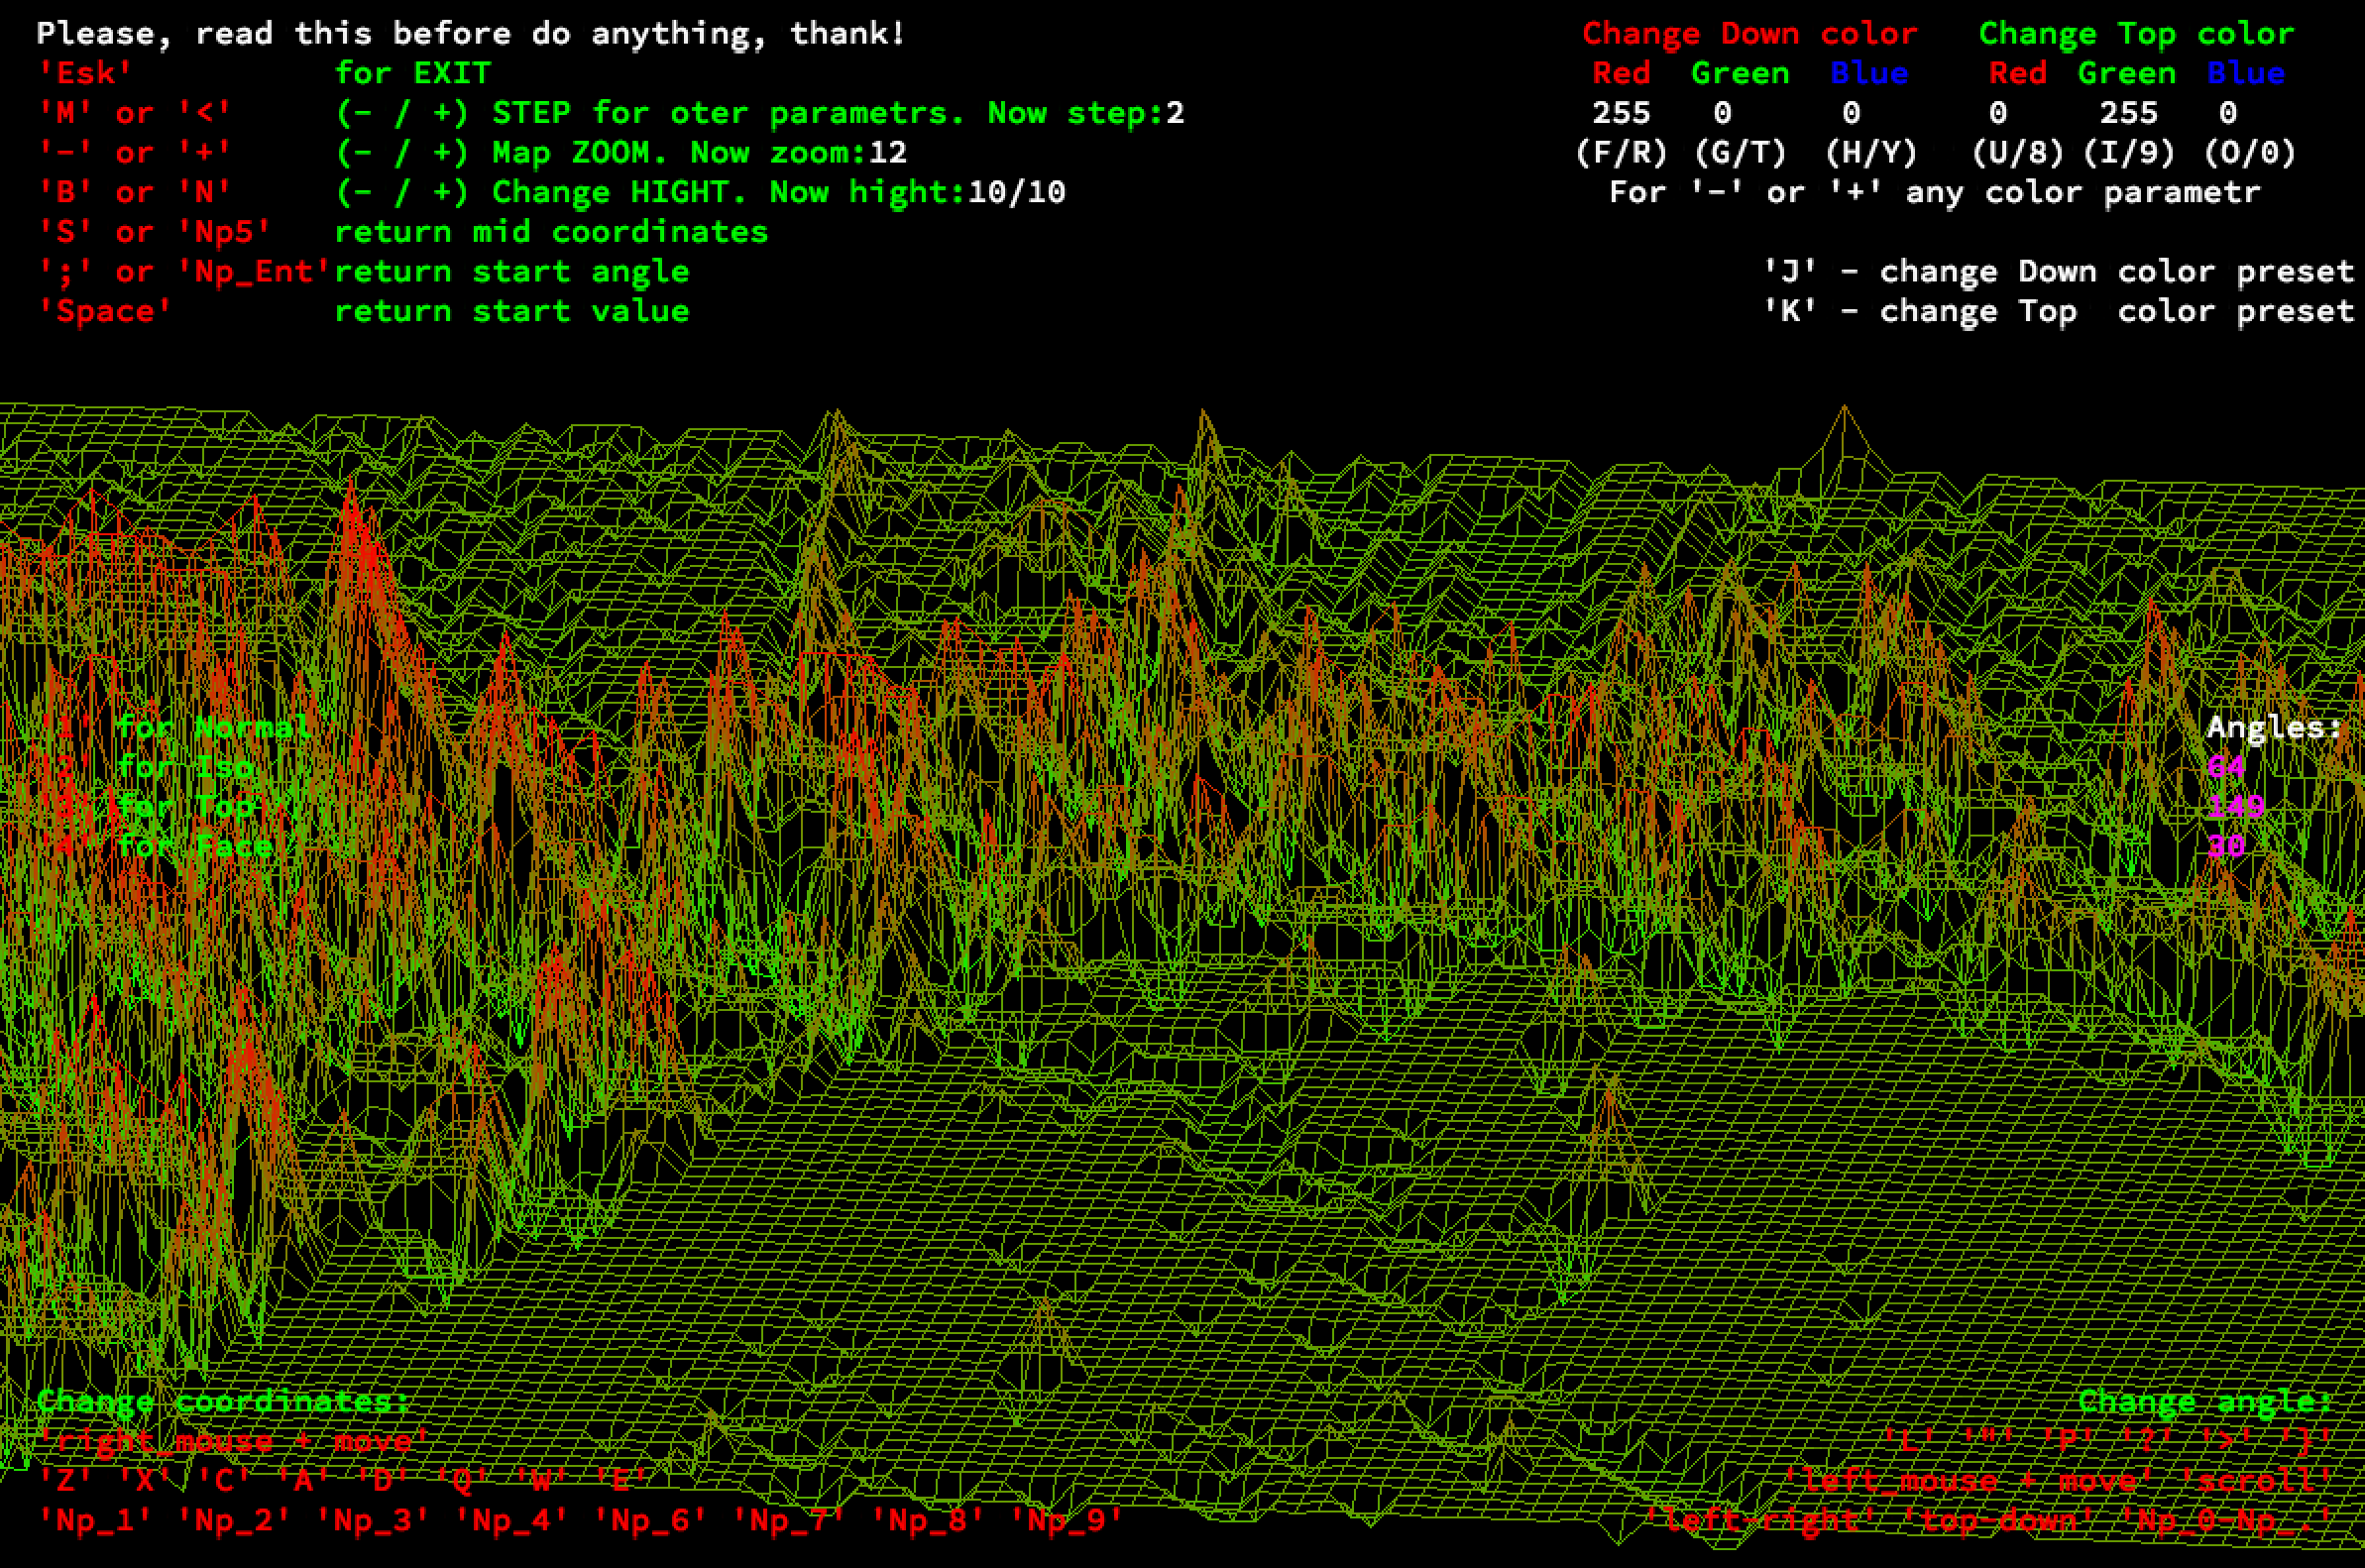 Please, read this before do anything, thank!
'Esk' for EXIT
'M' or '<' (- / +) STEP for oter parametrs. Now step:2
'-' or '+' (- / +) Map ZOOM. Now zoom:12
'B' or 'N' (- / +) Change HIGHT. Now hight:10/10
'S' or 'Np5' return mid coordinates
';' or 'Np_Ent' return start angle
'Space' return start value
Change Down color Change Top color
Red Green Blue Red Green Blue
255 0 0 0 255 0
(F/R) (G/T) (H/Y) (U/8) (I/9) (O/0)
For '-' or '+' any color parametr
'J' - change Down color preset
'K' - change Top color preset
'1' for Normal
'2' for Iso
'3' for Top
'4' for Face
Angles:
64
149
30
Change coordinates:
'right_mouse + move'
'Z' 'X' 'C' 'A' 'D' 'Q' 'W' 'E'
'Np_1' 'Np_2' 'Np_3' 'Np_4' 'Np_6' 'Np_7' 'Np_8' 'Np_9'
Change angle:
'L' '"' 'P' '?' '>' '}'
'left_mouse + move' 'scroll'
'left-right' 'top-down' 'Np_0-Np_.'